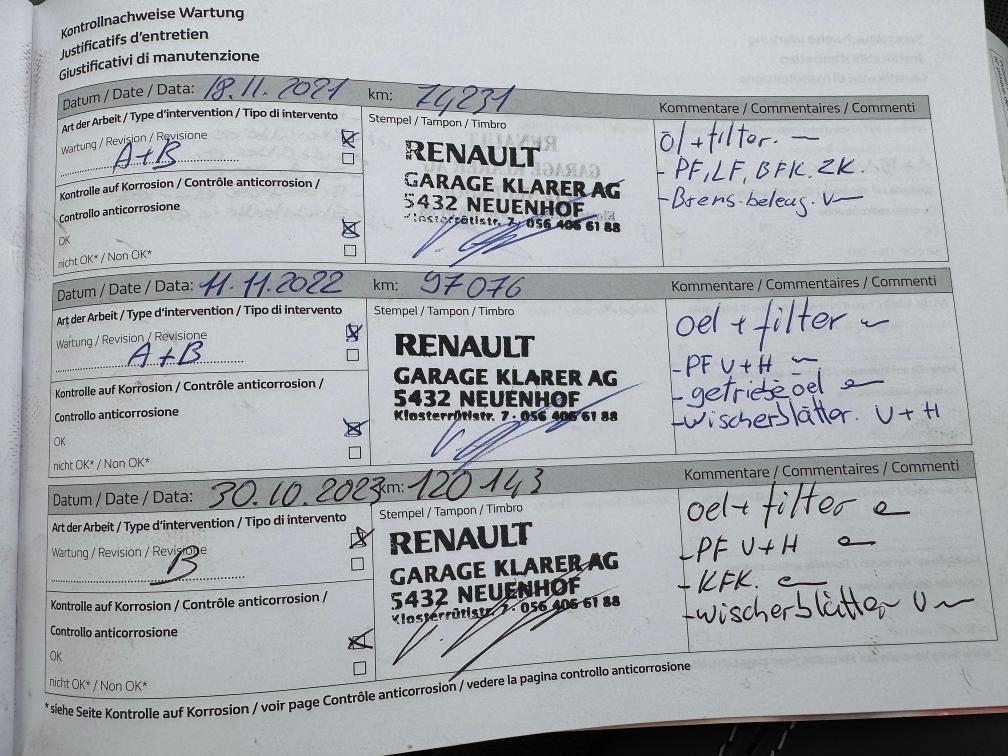 Kontrollnachweise Wartung
Justificatifs d'entretien
Giustificativi di manutenzione
Datum / Date / Data: 18.11.2021 km: 74231
Kommentare / Commentaires / Commenti
Art der Arbeit / Type d'intervention / Tipo di intervento
Stempel / Tampon / Timbro
Wartung / Revision / Revisione
A+B
RENAULT
GARAGE KLARER AG
5432 NEUENHOF
Klosterrütistr. 7 · 056 406 61 88
Öl+filter.
- PF, LF, BFK. ZK.
- Brems.beleug. V
Kontrolle auf Korrosion / Contrôle anticorrosion /
Controllo anticorrosione
OK
nicht OK* / Non OK*
Datum / Date / Data: 11.11.2022 km: 97076
Kommentare / Commentaires / Commenti
Art der Arbeit / Type d'intervention / Tipo di intervento
Stempel / Tampon / Timbro
Wartung / Revision / Revisione
A+B
RENAULT
GARAGE KLARER AG
5432 NEUENHOF
Klosterrütistr. 7 · 056 406 61 88
oel + filter
- PF V+H
- getriebe oel
- wischerblätter. V + H
Kontrolle auf Korrosion / Contrôle anticorrosion /
Controllo anticorrosione
OK
nicht OK* / Non OK*
Datum / Date / Data: 30.10.2023 km: 120143
Kommentare / Commentaires / Commenti
Art der Arbeit / Type d'intervention / Tipo di intervento
Stempel / Tampon / Timbro
Wartung / Revision / Revisione
B
RENAULT
GARAGE KLARER AG
5432 NEUENHOF
Klosterrütistr. 7 · 056 406 61 88
oel + filter
- PF V+H
- KFK.
- wischerblätter V
Kontrolle auf Korrosion / Contrôle anticorrosion /
Controllo anticorrosione
OK
nicht OK* / Non OK*
*siehe Seite Kontrolle auf Korrosion / voir page Contrôle anticorrosion / vedere la pagina controllo anticorrosione